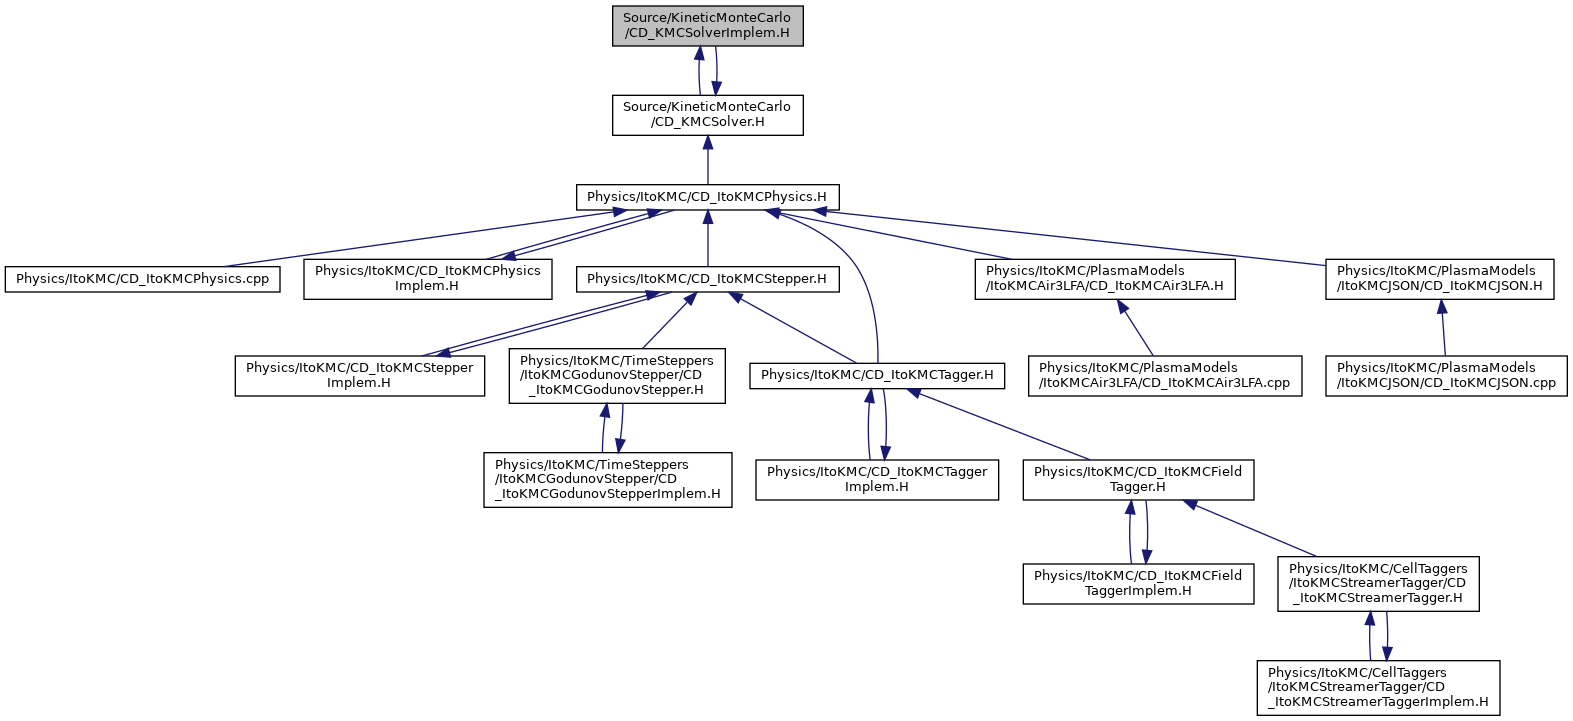 Source/KineticMonteCarlo
/CD_KMCSolverImplem.H
Source/KineticMonteCarlo
/CD_KMCSolver.H
Physics/ItoKMC/CD_ItoKMCPhysics.H
Physics/ItoKMC/CD_ItoKMCPhysics.cpp
Physics/ItoKMC/CD_ItoKMCPhysics
Implem.H
Physics/ItoKMC/CD_ItoKMCStepper.H
Physics/ItoKMC/PlasmaModels
/ItoKMCAir3LFA/CD_ItoKMCAir3LFA.H
Physics/ItoKMC/PlasmaModels
/ItoKMCJSON/CD_ItoKMCJSON.H
Physics/ItoKMC/CD_ItoKMCStepper
Implem.H
Physics/ItoKMC/TimeSteppers
/ItoKMCGodunovStepper/CD
_ItoKMCGodunovStepper.H
Physics/ItoKMC/CD_ItoKMCTagger.H
Physics/ItoKMC/PlasmaModels
/ItoKMCAir3LFA/CD_ItoKMCAir3LFA.cpp
Physics/ItoKMC/PlasmaModels
/ItoKMCJSON/CD_ItoKMCJSON.cpp
Physics/ItoKMC/TimeSteppers
/ItoKMCGodunovStepper/CD
_ItoKMCGodunovStepperImplem.H
Physics/ItoKMC/CD_ItoKMCTagger
Implem.H
Physics/ItoKMC/CD_ItoKMCField
Tagger.H
Physics/ItoKMC/CD_ItoKMCField
TaggerImplem.H
Physics/ItoKMC/CellTaggers
/ItoKMCStreamerTagger/CD
_ItoKMCStreamerTagger.H
Physics/ItoKMC/CellTaggers
/ItoKMCStreamerTagger/CD
_ItoKMCStreamerTaggerImplem.H